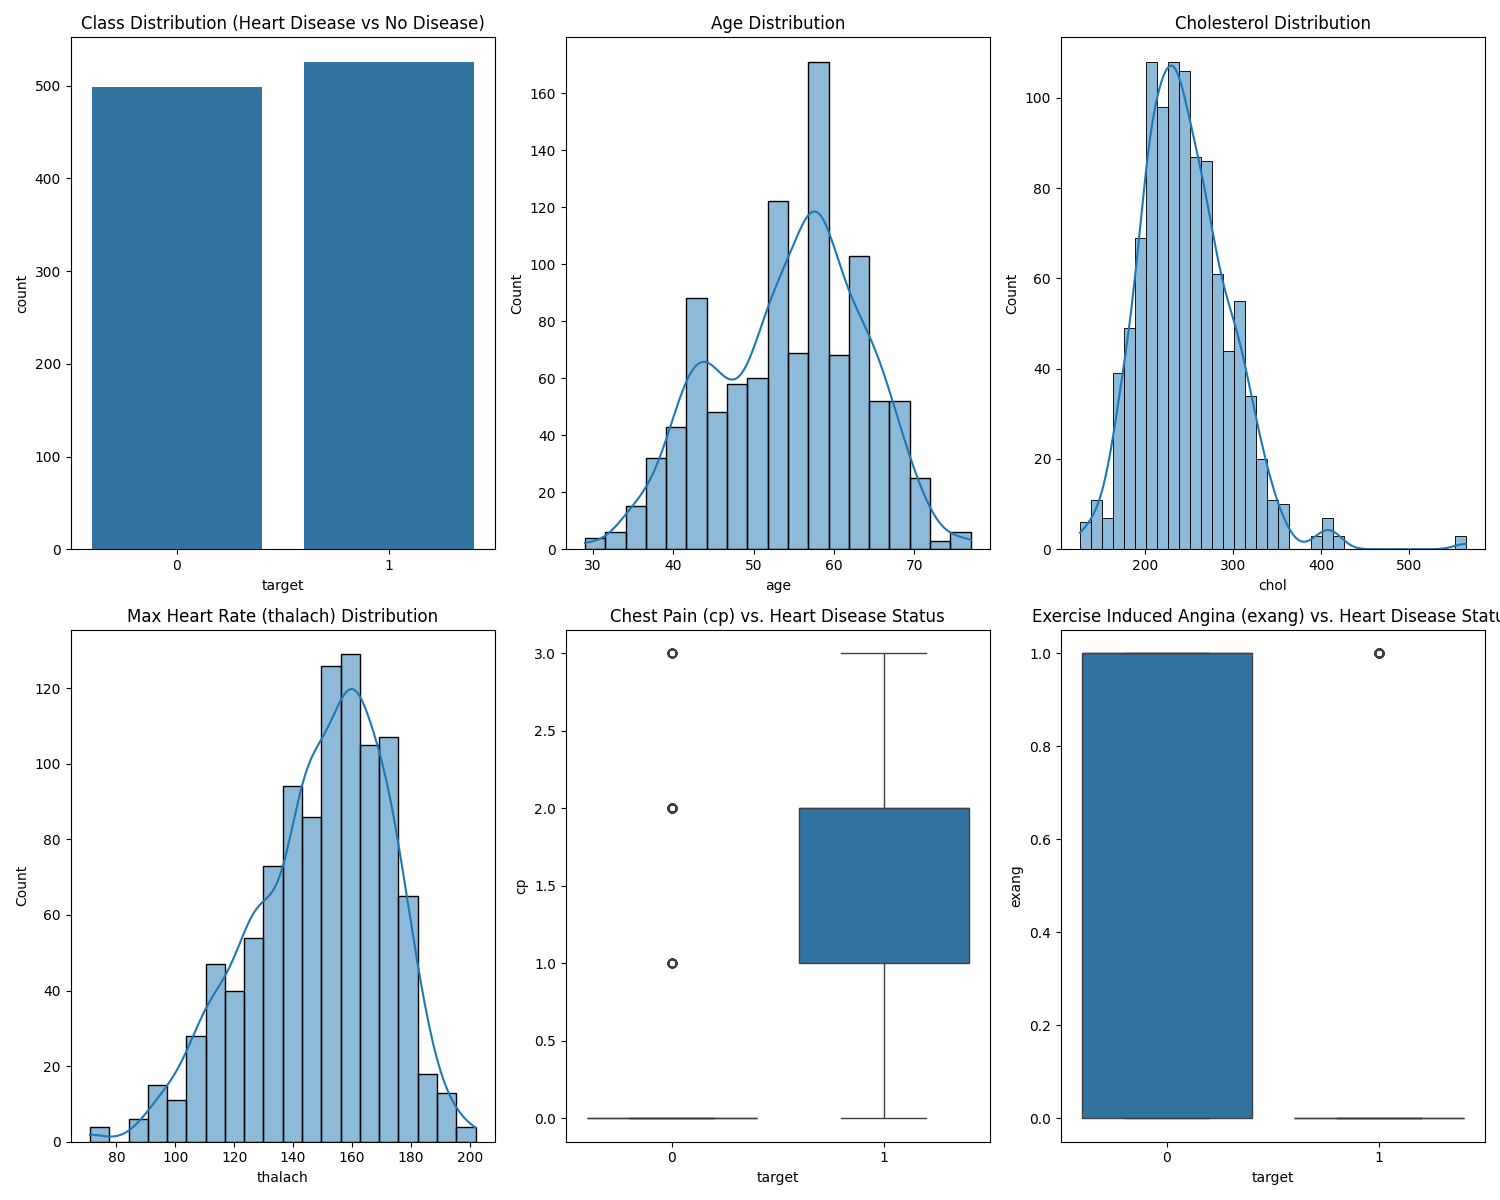 Class Distribution (Heart Disease vs No Disease)
count
500
400
300
200
100
0
0 1
target
Age Distribution
Count
160
140
120
100
80
60
40
20
0
30 40 50 60 70
age
Cholesterol Distribution
Count
100
80
60
40
20
0
200 300 400 500
chol
Max Heart Rate (thalach) Distribution
Count
120
100
80
60
40
20
0
80 100 120 140 160 180 200
thalach
Chest Pain (cp) vs. Heart Disease Status
cp
3.0
2.5
2.0
1.5
1.0
0.5
0.0
0 1
target
Exercise Induced Angina (exang) vs. Heart Disease Statu
exang
1.0
0.8
0.6
0.4
0.2
0.0
0 1
target